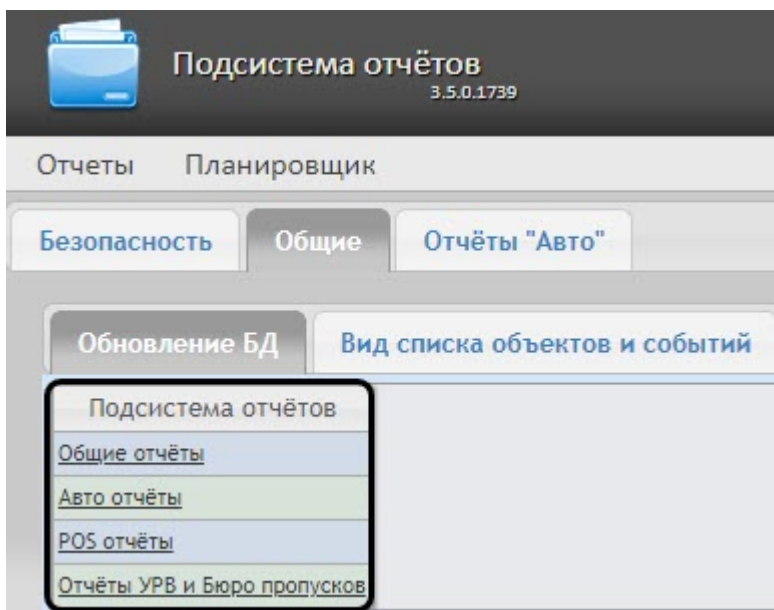 Подсистема отчётов
3.5.0.1739
Отчеты Планировщик
Безопасность Общие Отчёты "Авто"
Обновление БД Вид списка объектов и событий
Подсистема отчётов
Общие отчёты
Авто отчёты
POS отчёты
Отчёты УРВ и Бюро пропусков